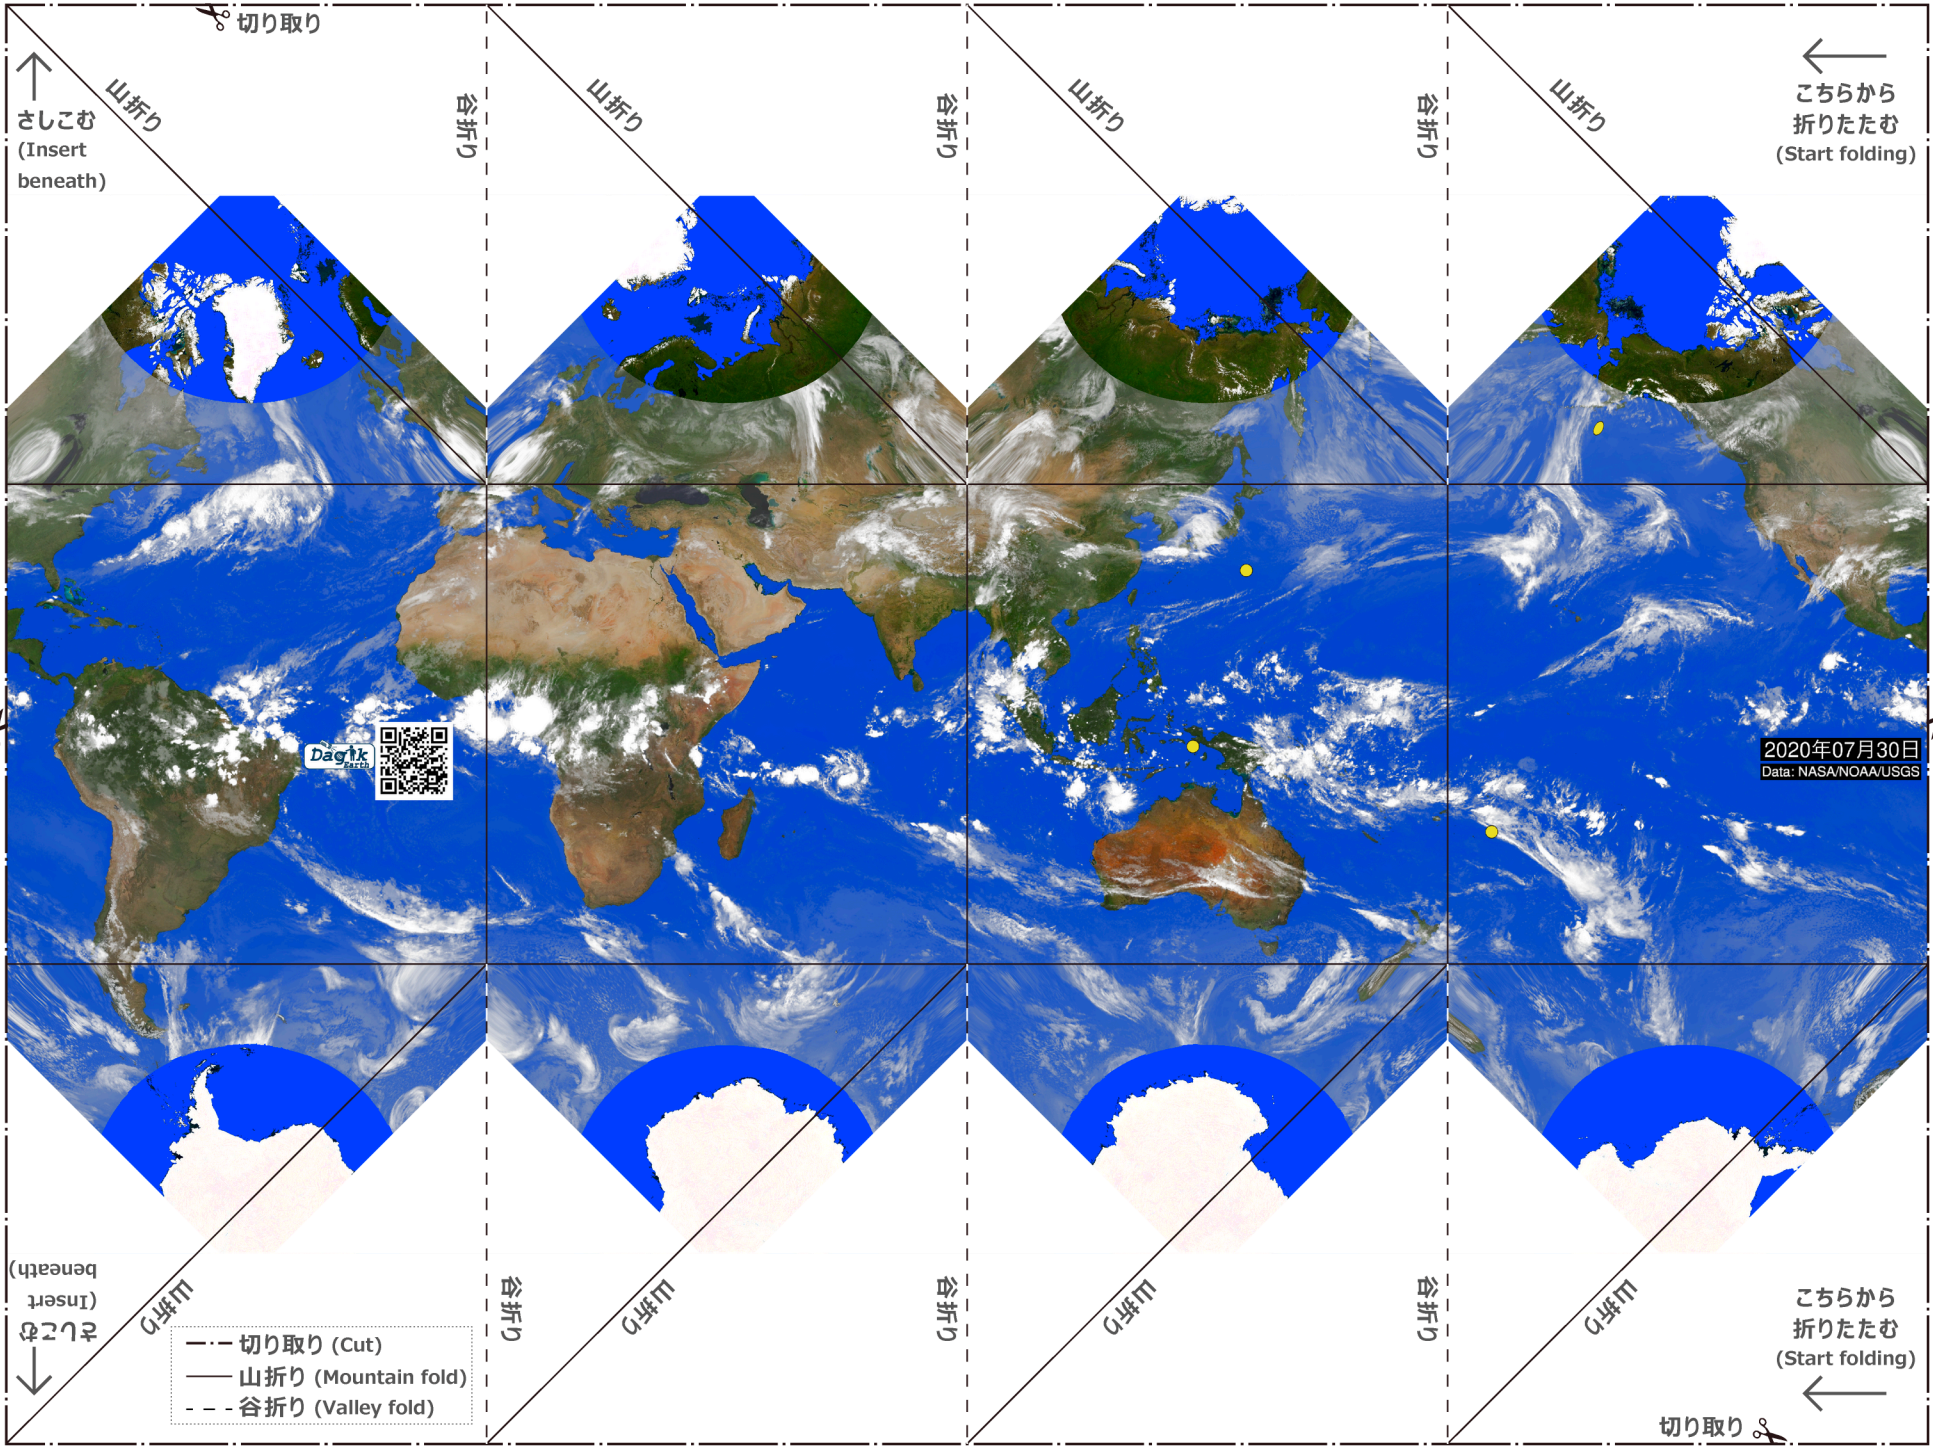 切り取り
さしこむ
(Insert
beneath)
山折り
谷折り
山折り
谷折り
山折り
谷折り
山折り
こちらから
折りたたむ
(Start folding)
Dagik
Earth
2020年07月30日
Data: NASA/NOAA/USGS
さしこむ
(Insert
beneath)
山折り
谷折り
山折り
谷折り
山折り
谷折り
山折り
こちらから
折りたたむ
(Start folding)
切り取り (Cut)
山折り (Mountain fold)
谷折り (Valley fold)
切り取り